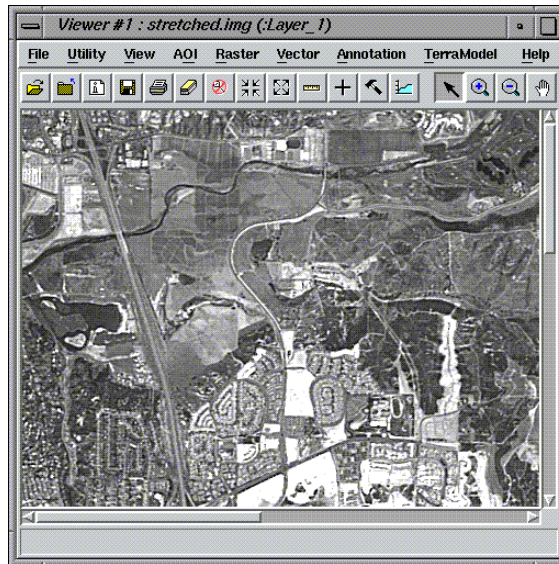 Viewer #1 : stretched.img (:Layer_1)
File Utility View AOI Raster Vector Annotation TerraModel Help